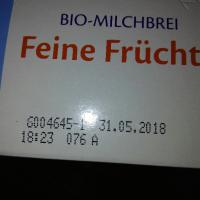 BIO-MILCHBREI
Feine Frücht
G004645-1 31.05.2018
18:23 076 A